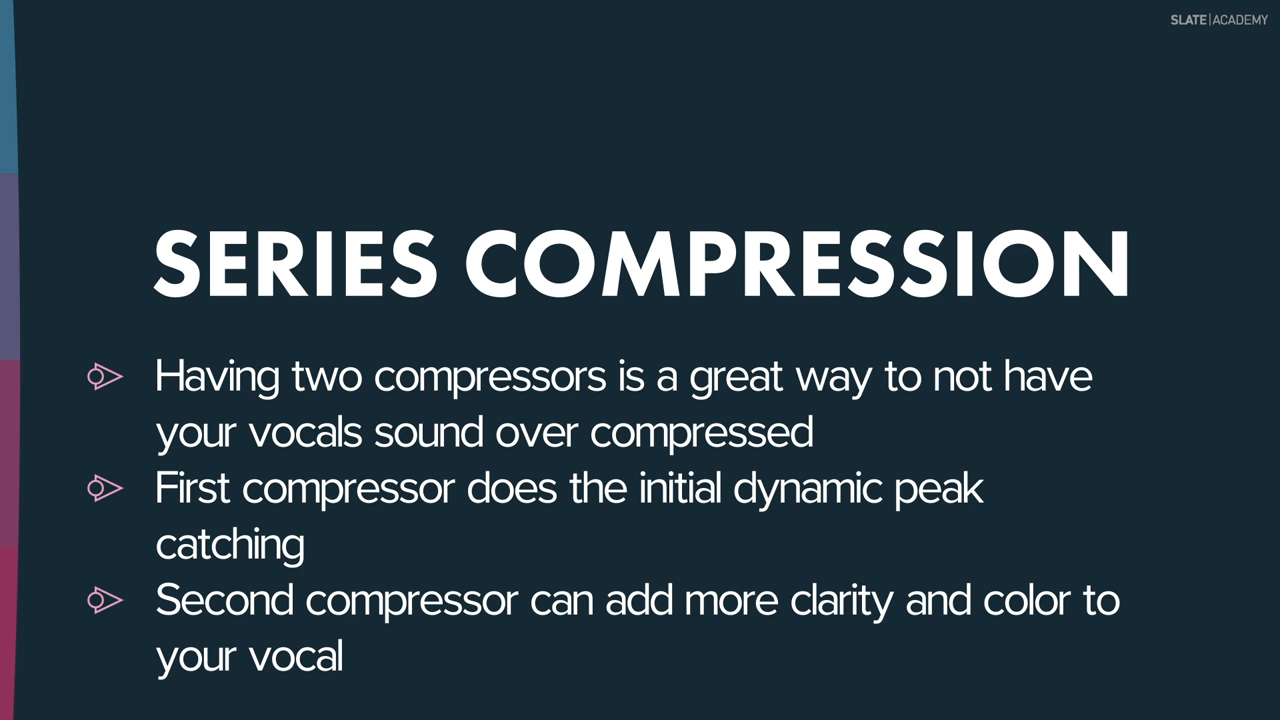 SLATE|ACADEMY
SERIES COMPRESSION
Having two compressors is a great way to not have
your vocals sound over compressed
First compressor does the initial dynamic peak
catching
Second compressor can add more clarity and color to
your vocal